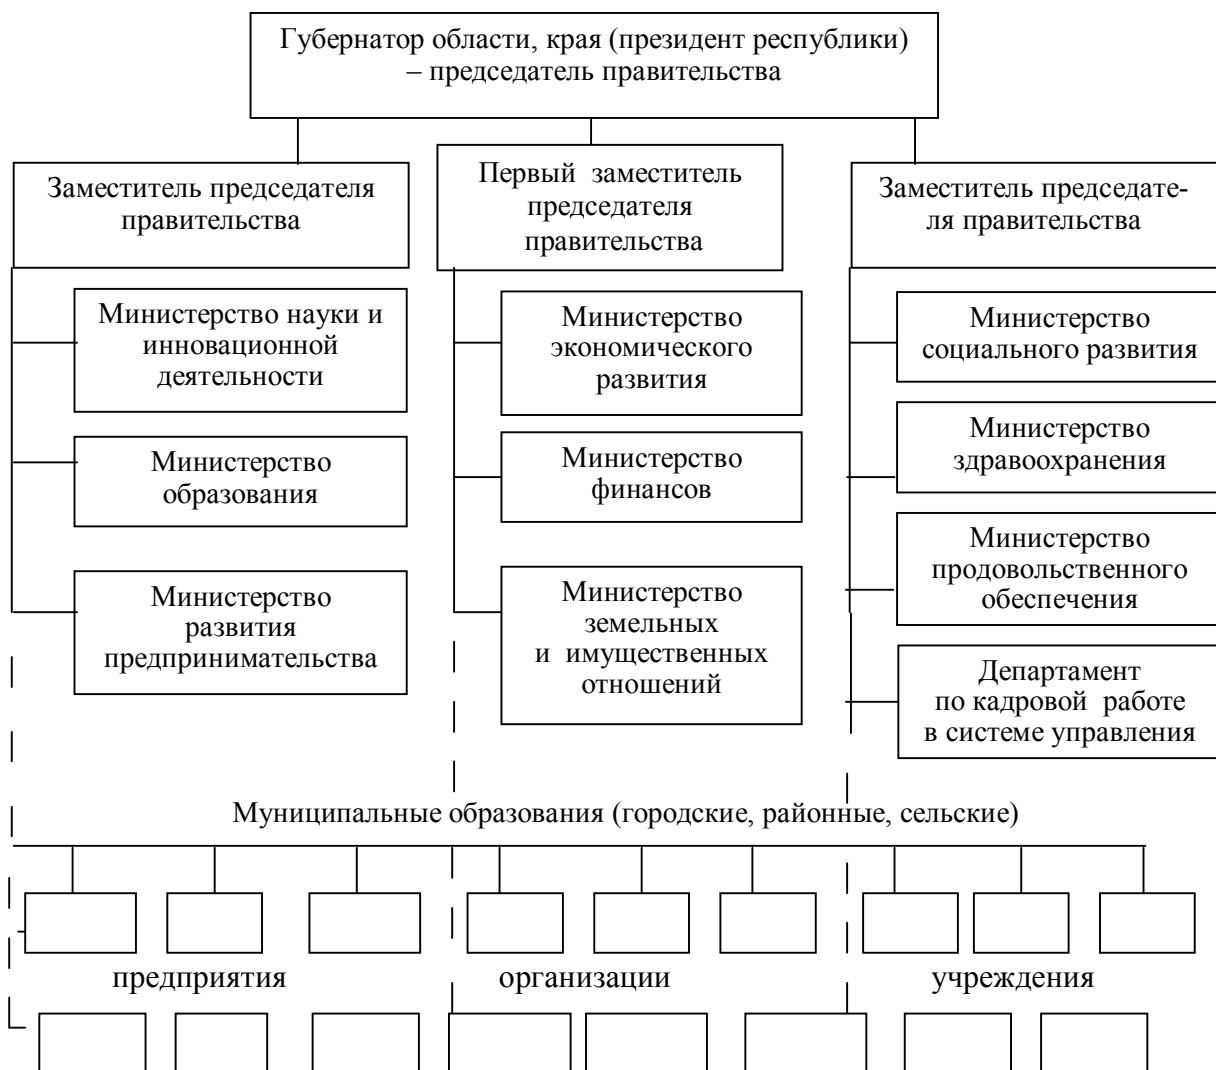 Губернатор области, края (президент республики)
– председатель правительства
Заместитель председателя
правительства
Первый заместитель
председателя
правительства
Заместитель председате-
ля правительства
Министерство науки и
инновационной
деятельности
Министерство
образования
Министерство
развития
предпринимательства
Министерство
экономического
развития
Министерство
финансов
Министерство
земельных
и имущественных
отношений
Министерство
социального развития
Министерство
здравоохранения
Министерство
продовольственного
обеспечения
Департамент
по кадровой работе
в системе управления
Муниципальные образования (городские, районные, сельские)
предприятия
организации
учреждения